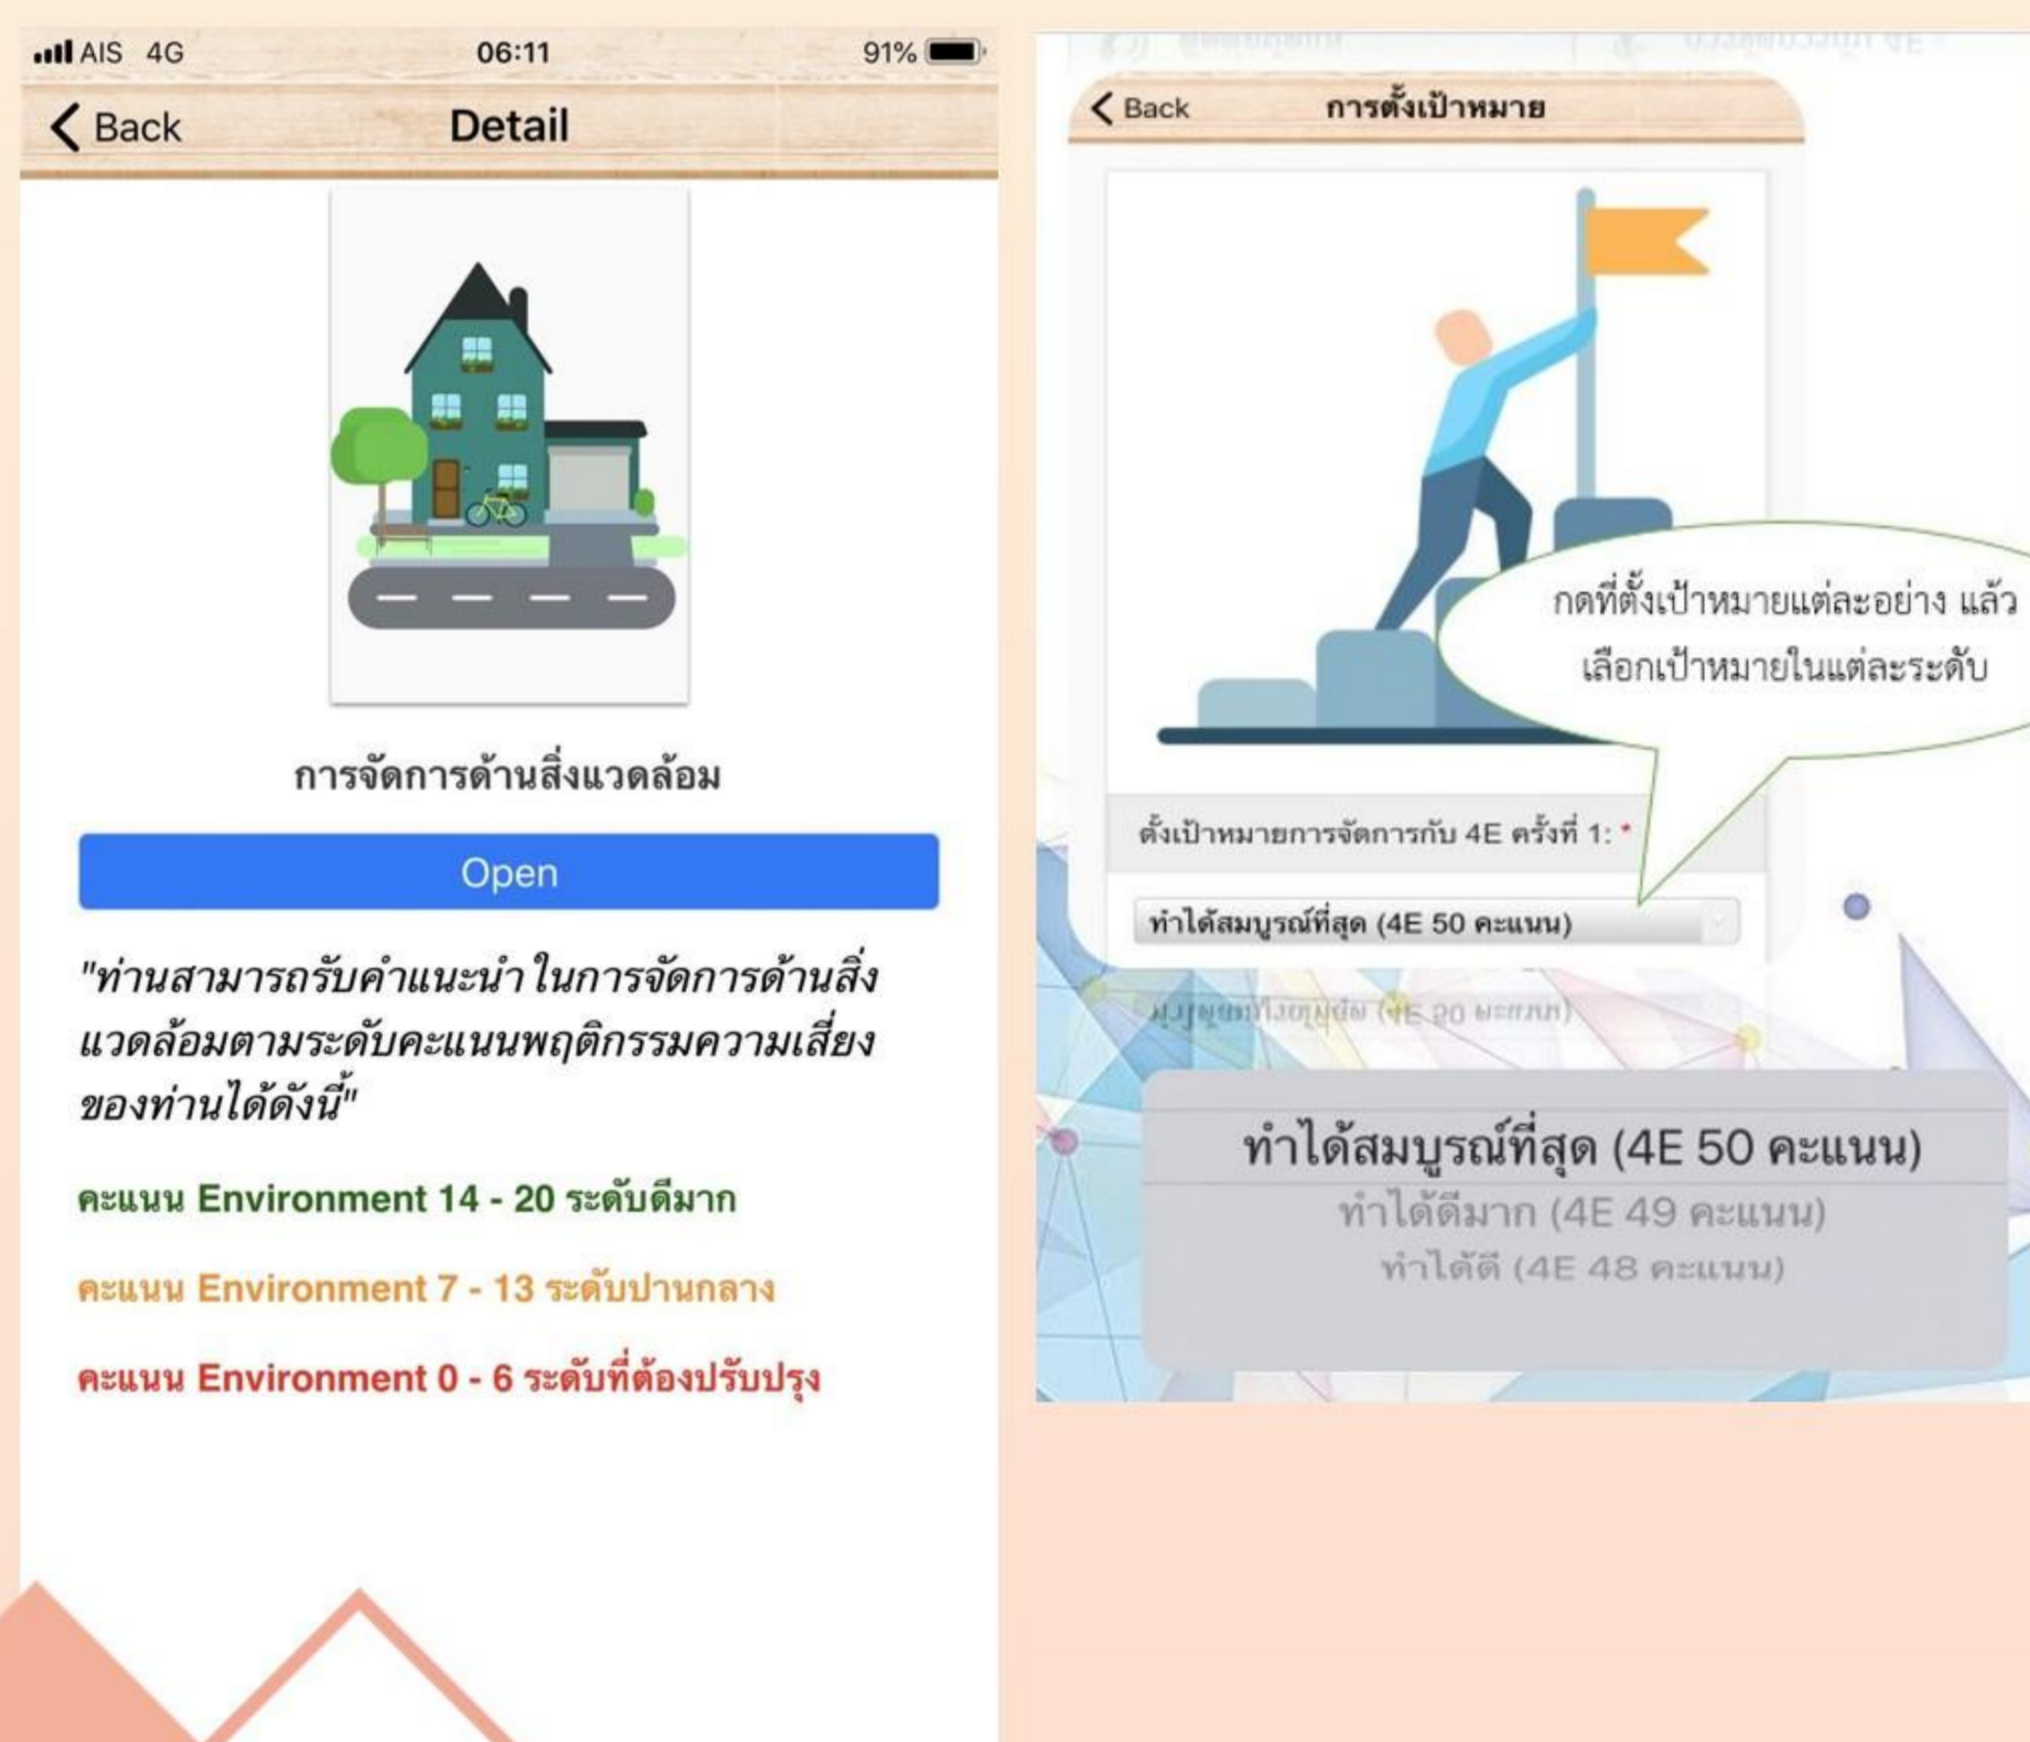 AIS 4G 06:11 91%
Back Detail
การจัดการด้านสิ่งแวดล้อม
Open
"ท่านสามารถรับคำแนะนำ ในการจัดการด้านสิ่ง
แวดล้อมตามระดับคะแนนพฤติกรรมความเสี่ยง
ของท่านได้ดังนี้"
คะแนน Environment 14 - 20 ระดับดีมาก
คะแนน Environment 7 - 13 ระดับปานกลาง
คะแนน Environment 0 - 6 ระดับที่ต้องปรับปรุง
Back การตั้งเป้าหมาย
กดที่ตั้งเป้าหมายแต่ละอย่าง แล้ว
เลือกเป้าหมายในแต่ละระดับ
ตั้งเป้าหมายการจัดการกับ 4E ครั้งที่ 1: *
ทำได้สมบูรณ์ที่สุด (4E 50 คะแนน)
ทำได้สมบูรณ์ที่สุด (4E 50 คะแนน)
ทำได้ดีมาก (4E 49 คะแนน)
ทำได้ดี (4E 48 คะแนน)